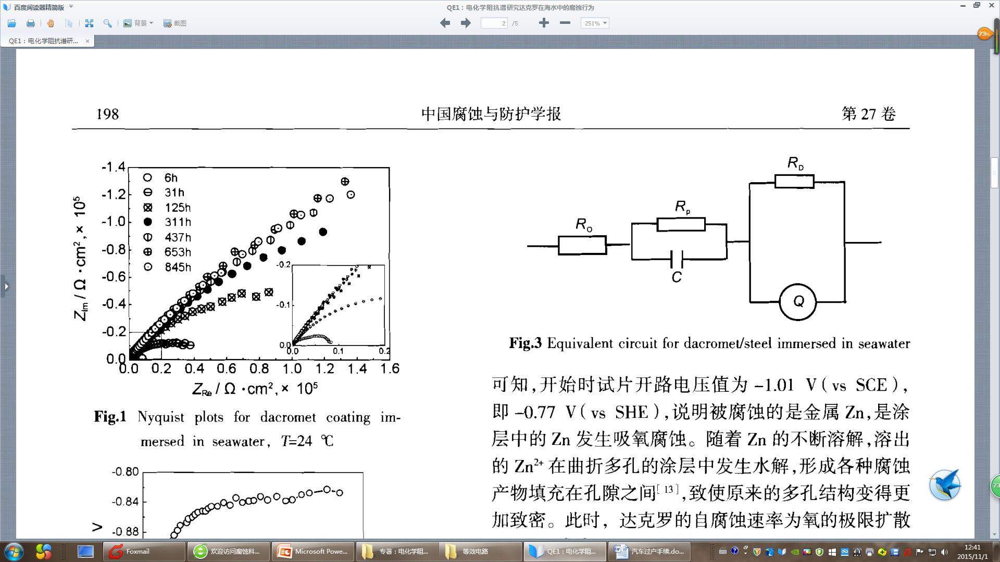 百度阅读器精简版
QE1：电化学阻抗谱研究达克罗在海水中的腐蚀行为
背景
截图
2 /5
251%
QE1：电化学阻抗谱研...
73%
198
中国腐蚀与防护学报
第 27 卷
-1.4
-1.2
-1.0
-0.8
-0.6
-0.4
-0.2
0.0
6h
31h
125h
311h
437h
653h
845h
Z_Im / Ω·cm², × 10⁵
-0.2
-0.1
0.0
0.0 0.1 0.2
0.0 0.2 0.4 0.6 0.8 1.0 1.2 1.4 1.6
Z_Re / Ω·cm², × 10⁵
Fig.1 Nyquist plots for dacromet coating im-
mersed in seawater, T=24 ℃
-0.80
-0.84
-0.88
V
R_O
R_p
C
R_D
Q
Fig.3 Equivalent circuit for dacromet/steel immersed in seawater
可知,开始时试片开路电压值为 -1.01 V(vs SCE),
即 -0.77 V(vs SHE),说明被腐蚀的是金属 Zn,是涂
层中的 Zn 发生吸氧腐蚀。随着 Zn 的不断溶解,溶出
的 Zn²⁺ 在曲折多孔的涂层中发生水解,形成各种腐蚀
产物填充在孔隙之间[13],致使原来的多孔结构变得更
加致密。此时, 达克罗的自腐蚀速率为氧的极限扩散
73
Foxmail
欢迎访问腐蚀科...
Microsoft Powe...
专著：电化学阻...
等效电路
QE1：电化学阻...
汽车过户手续.do...
12:41
2015/11/1